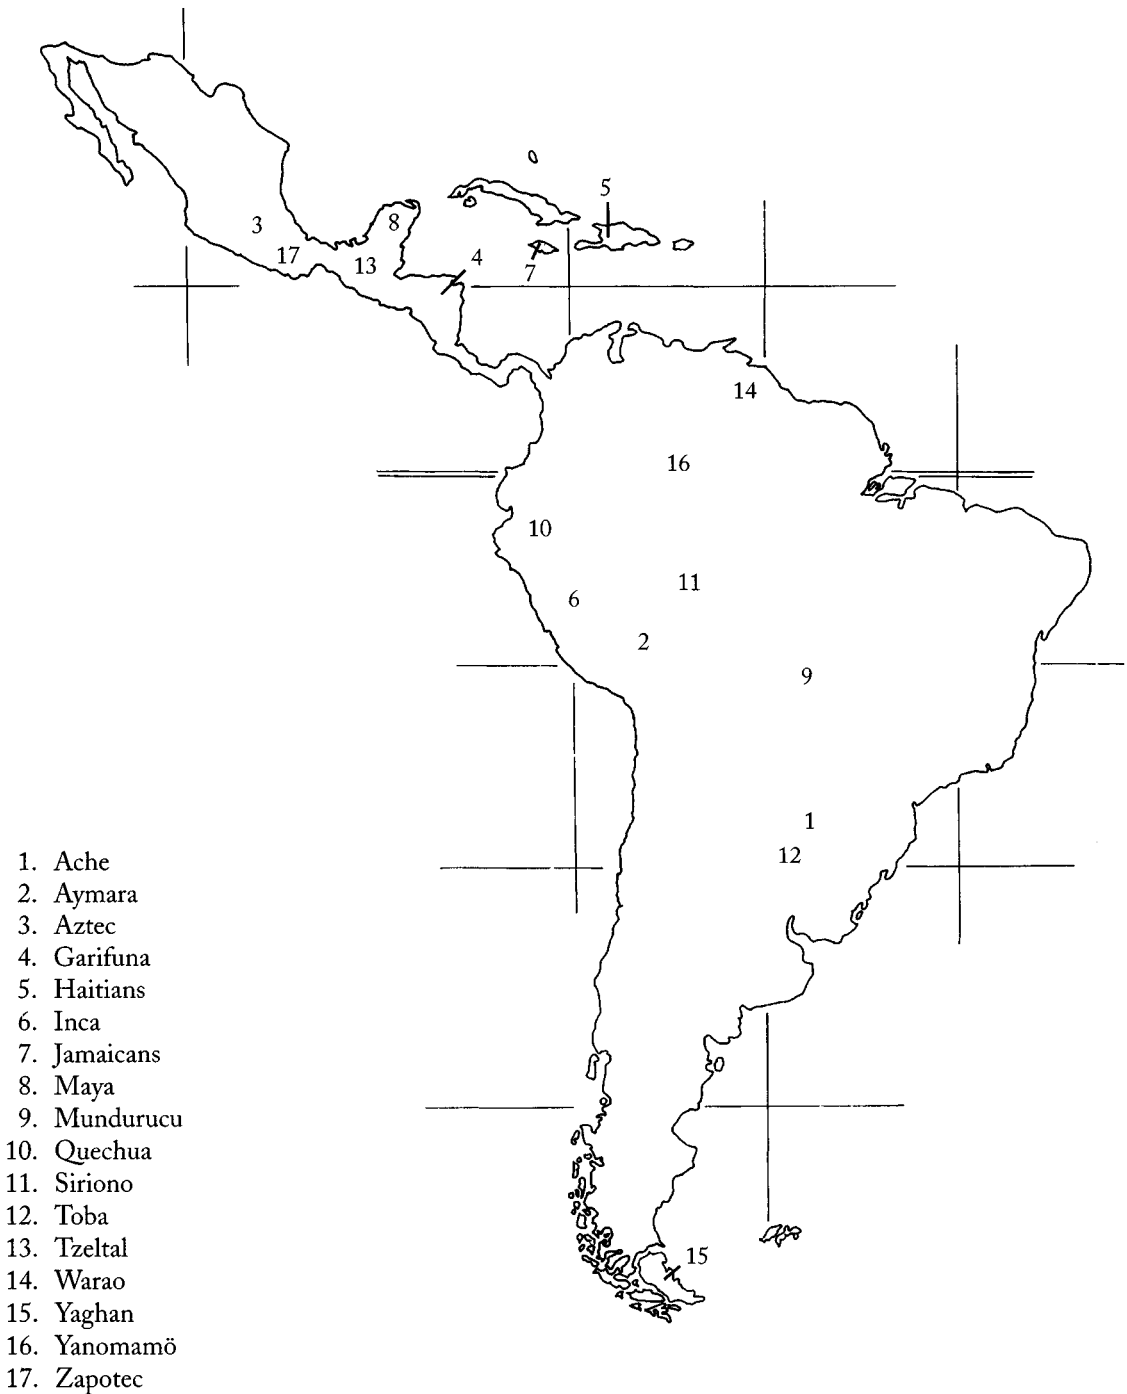 5
3
8
17
13
4
7
14
16
10
11
6
2
9
1
12
15
1. Ache
2. Aymara
3. Aztec
4. Garifuna
5. Haitians
6. Inca
7. Jamaicans
8. Maya
9. Mundurucu
10. Quechua
11. Siriono
12. Toba
13. Tzeltal
14. Warao
15. Yaghan
16. Yanomamö
17. Zapotec